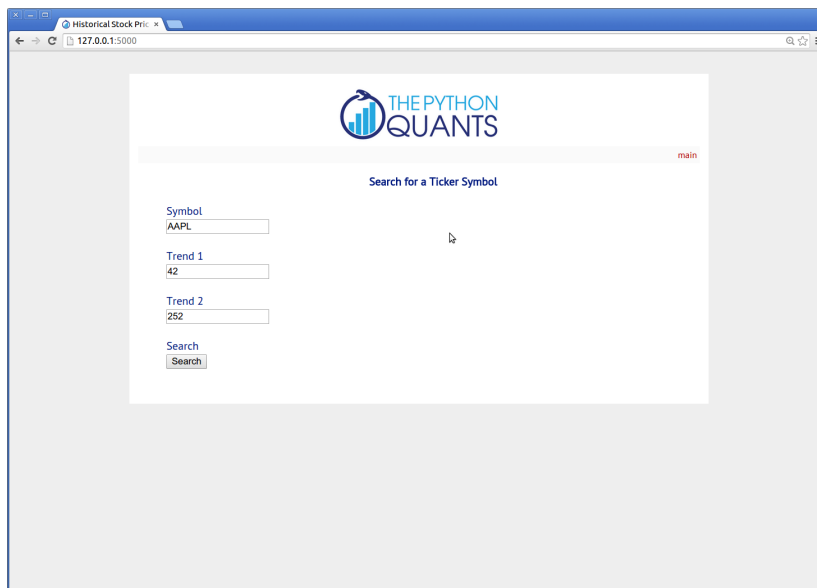 Historical Stock Pric
127.0.0.1:5000
THE PYTHON
QUANTS
main
Search for a Ticker Symbol
Symbol
AAPL
Trend 1
42
Trend 2
252
Search
Search